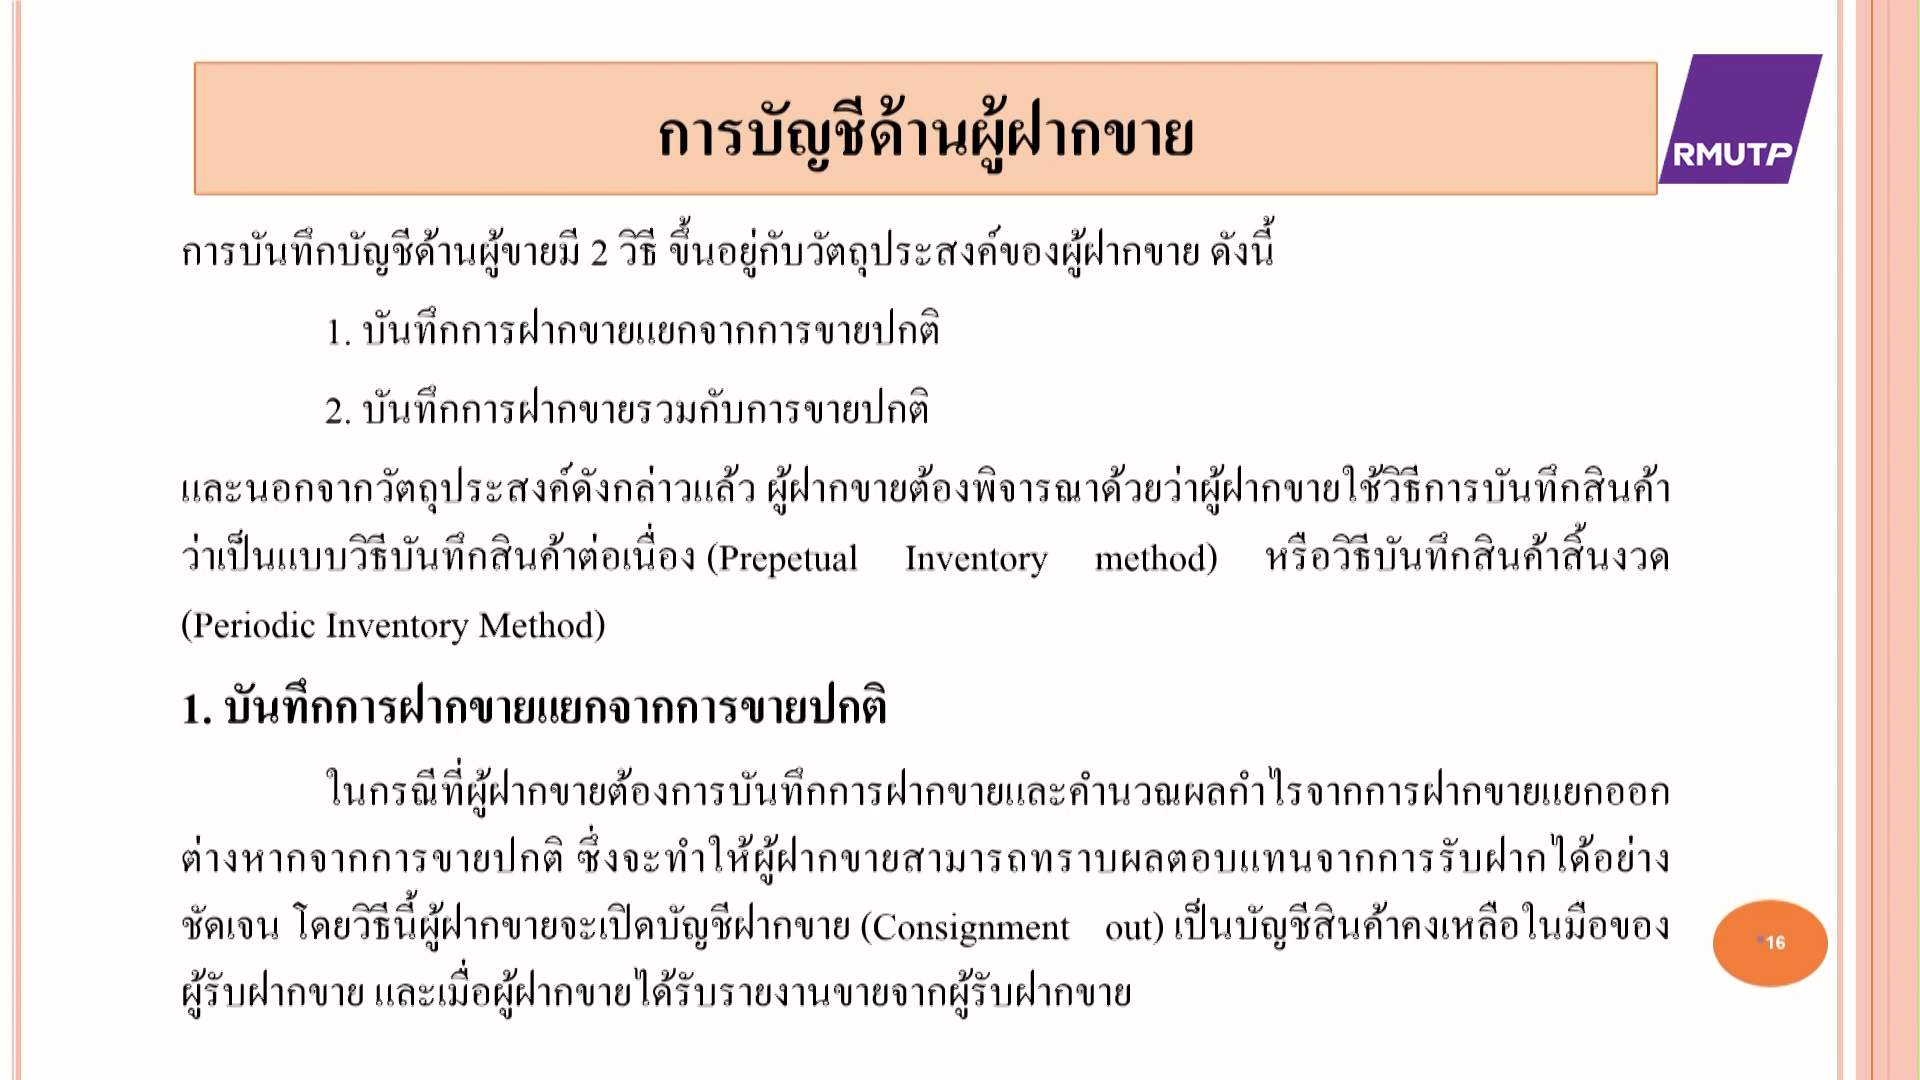 การบัญชีด้านผู้ฝากขาย
RMUTP
การบันทึกบัญชีด้านผู้ขายมี 2 วิธี ขึ้นอยู่กับวัตถุประสงค์ของผู้ฝากขาย ดังนี้
1. บันทึกการฝากขายแยกจากการขายปกติ
2. บันทึกการฝากขายรวมกับการขายปกติ
และนอกจากวัตถุประสงค์ดังกล่าวแล้ว ผู้ฝากขายต้องพิจารณาด้วยว่าผู้ฝากขายใช้วิธีการบันทึกสินค้า
ว่าเป็นแบบวิธีบันทึกสินค้าต่อเนื่อง (Prepetual Inventory method) หรือวิธีบันทึกสินค้าสิ้นงวด
(Periodic Inventory Method)
1. บันทึกการฝากขายแยกจากการขายปกติ
ในกรณีที่ผู้ฝากขายต้องการบันทึกการฝากขายและคำนวณผลกำไรจากการฝากขายแยกออก
ต่างหากจากการขายปกติ ซึ่งจะทำให้ผู้ฝากขายสามารถทราบผลตอบแทนจากการรับฝากได้อย่าง
ชัดเจน โดยวิธีนี้ผู้ฝากขายจะเปิดบัญชีฝากขาย (Consignment out) เป็นบัญชีสินค้าคงเหลือในมือของ
ผู้รับฝากขาย และเมื่อผู้ฝากขายได้รับรายงานขายจากผู้รับฝากขาย
•16